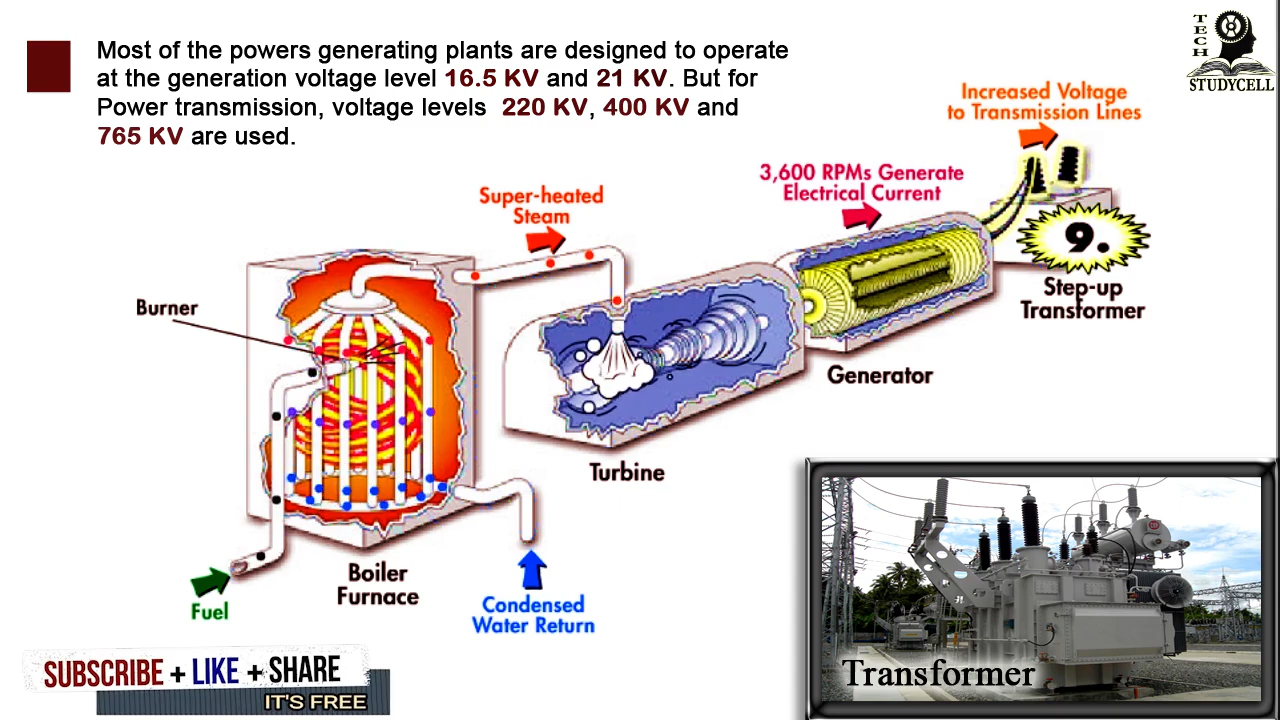 Most of the powers generating plants are designed to operate
at the generation voltage level 16.5 KV and 21 KV. But for
Power transmission, voltage levels 220 KV, 400 KV and
765 KV are used.
TECH
STUDYCELL
Increased Voltage
to Transmission Lines
3,600 RPMs Generate
Electrical Current
Super-heated
Steam
9.
Step-up
Transformer
Burner
Generator
Turbine
Boiler
Furnace
Fuel
Condensed
Water Return
SUBSCRIBE + LIKE + SHARE
IT'S FREE
Transformer